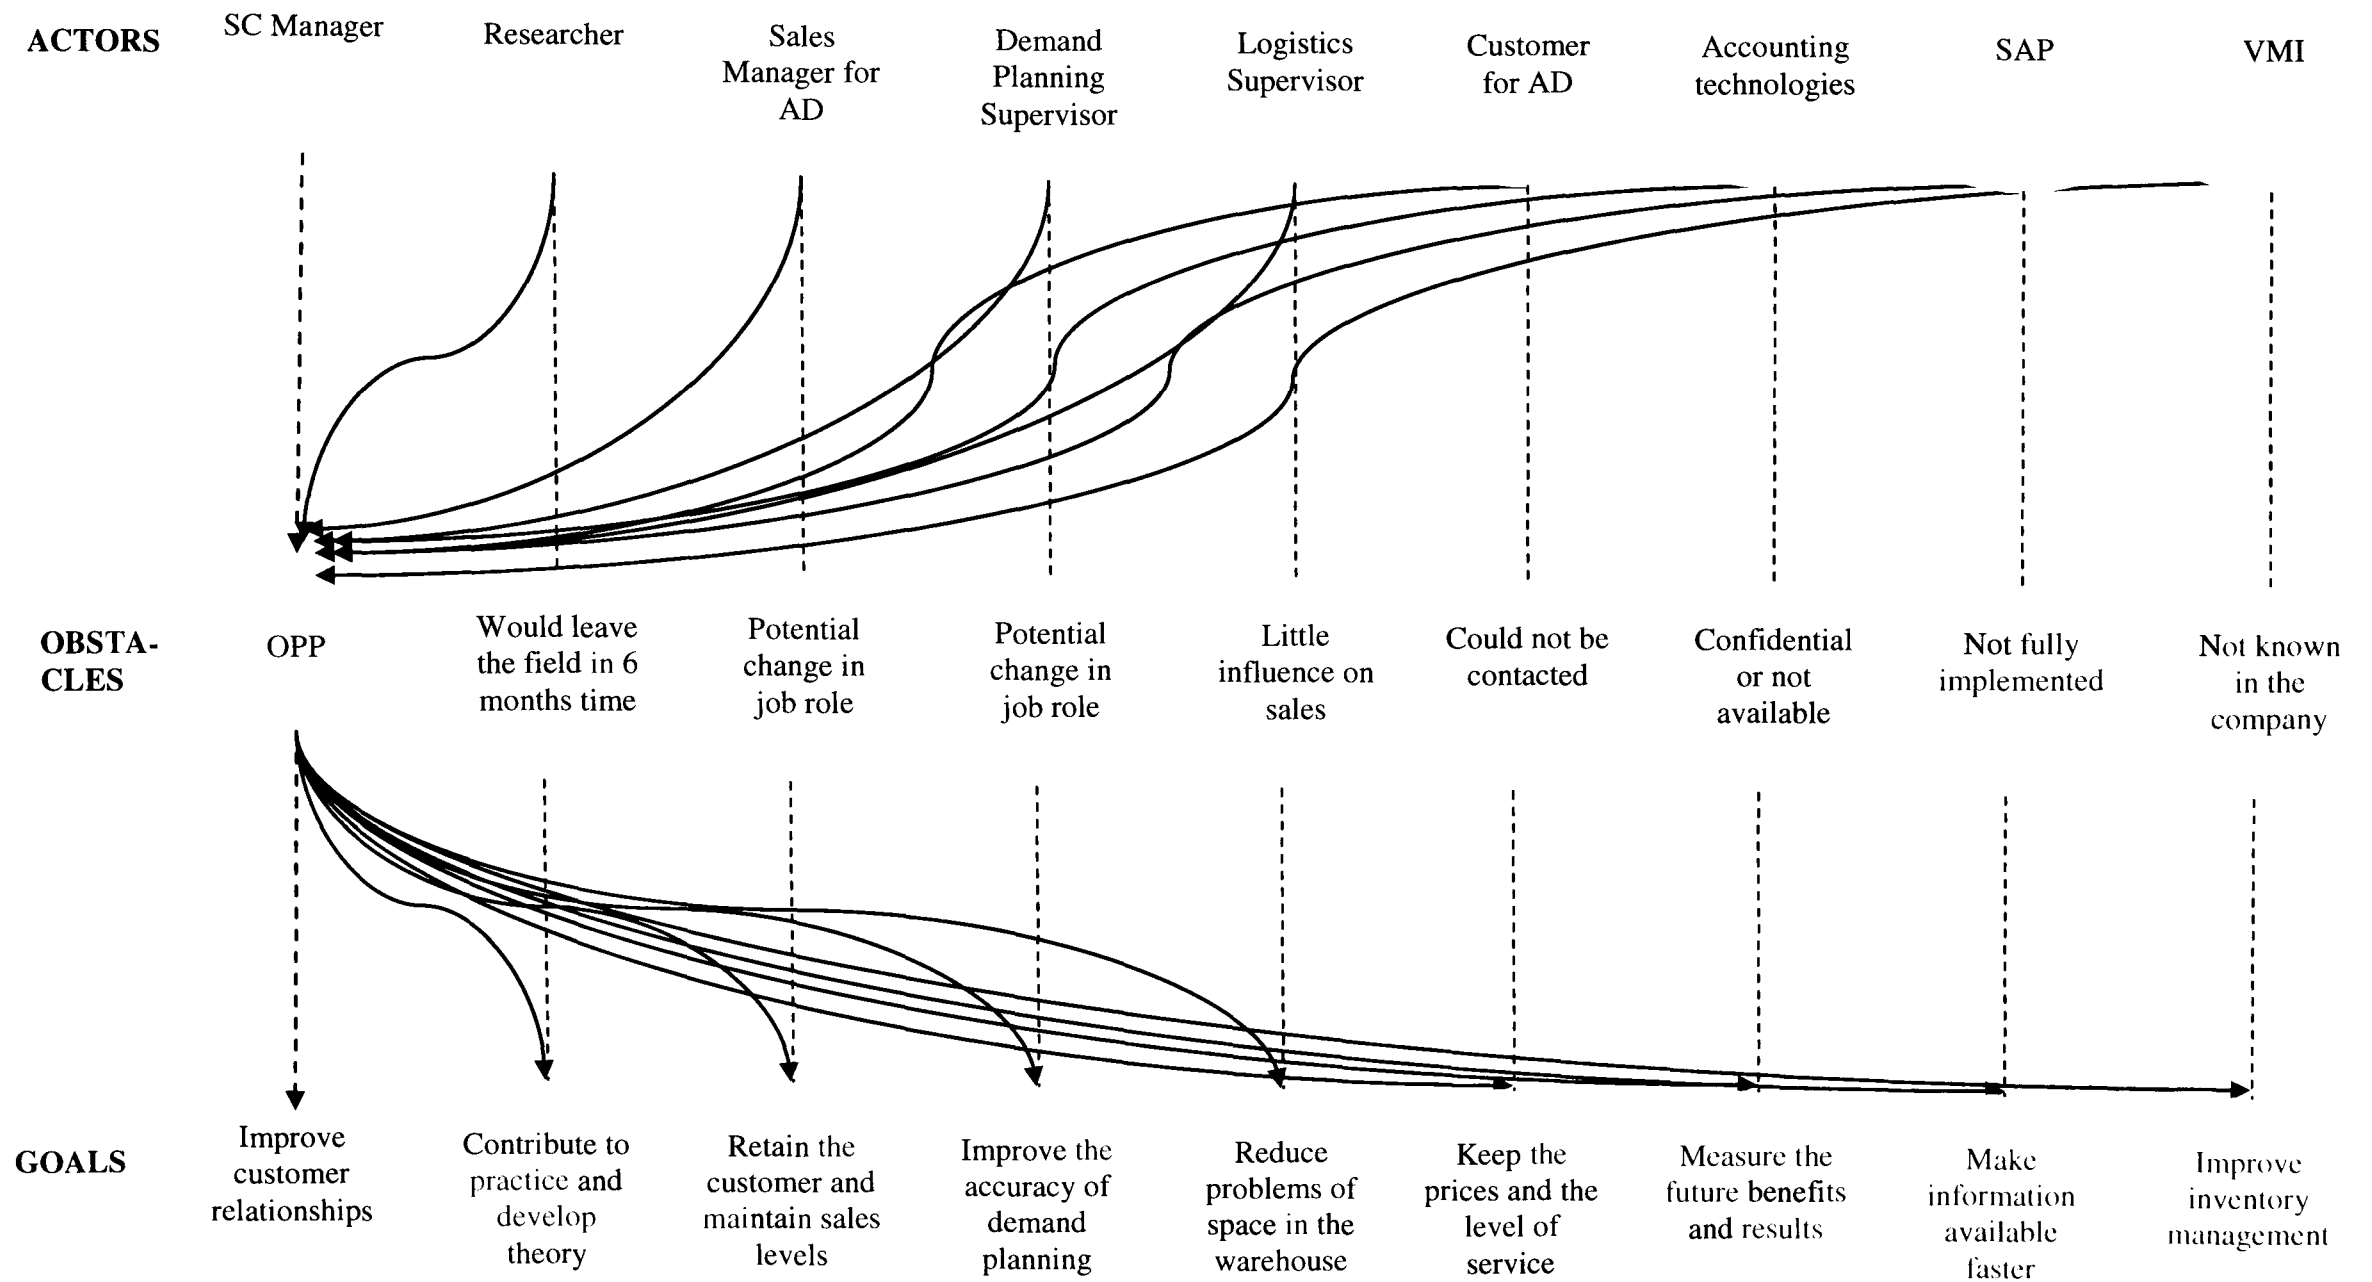 ACTORS
SC Manager
Researcher
Sales
Manager for
AD
Demand
Planning
Supervisor
Logistics
Supervisor
Customer
for AD
Accounting
technologies
SAP
VMI
OBSTA-
CLES
OPP
Would leave
the field in 6
months time
Potential
change in
job role
Potential
change in
job role
Little
influence on
sales
Could not be
contacted
Confidential
or not
available
Not fully
implemented
Not known
in the
company
GOALS
Improve
customer
relationships
Contribute to
practice and
develop
theory
Retain the
customer and
maintain sales
levels
Improve the
accuracy of
demand
planning
Reduce
problems of
space in the
warehouse
Keep the
prices and the
level of
service
Measure the
future benefits
and results
Make
information
available
faster
Improve
inventory
management